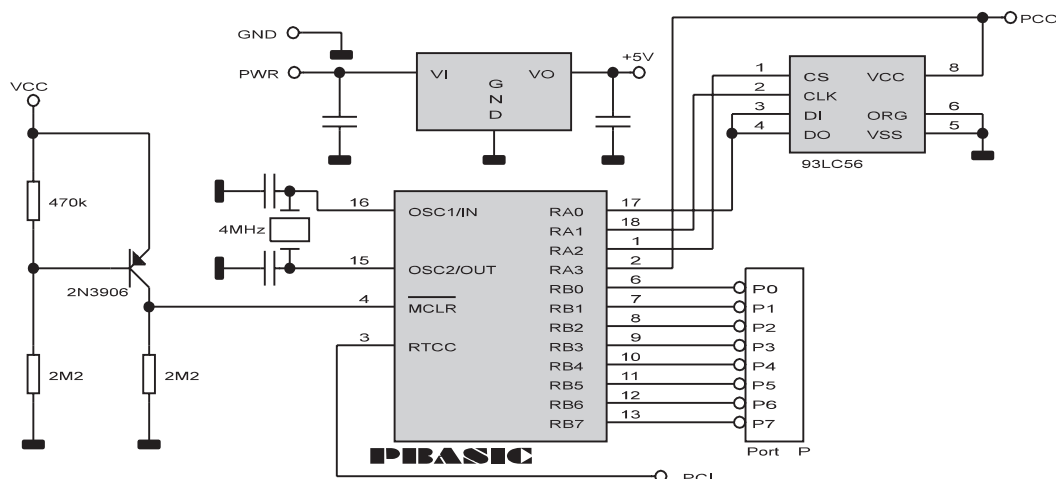 GND
PWR
VI
VO
GND
+5V
PCO
VCC
470k
2N3906
2M2
2M2
4MHz
1
2
3
4
CS
CLK
DI
DO
VCC
ORG
VSS
8
6
5
93LC56
16
15
4
3
OSC1/IN
OSC2/OUT
MCLR
RTCC
RA0
RA1
RA2
RA3
RB0
RB1
RB2
RB3
RB4
RB5
RB6
RB7
17
18
1
2
6
7
8
9
10
11
12
13
P0
P1
P2
P3
P4
P5
P6
P7
Port P
PBASIC
PCI